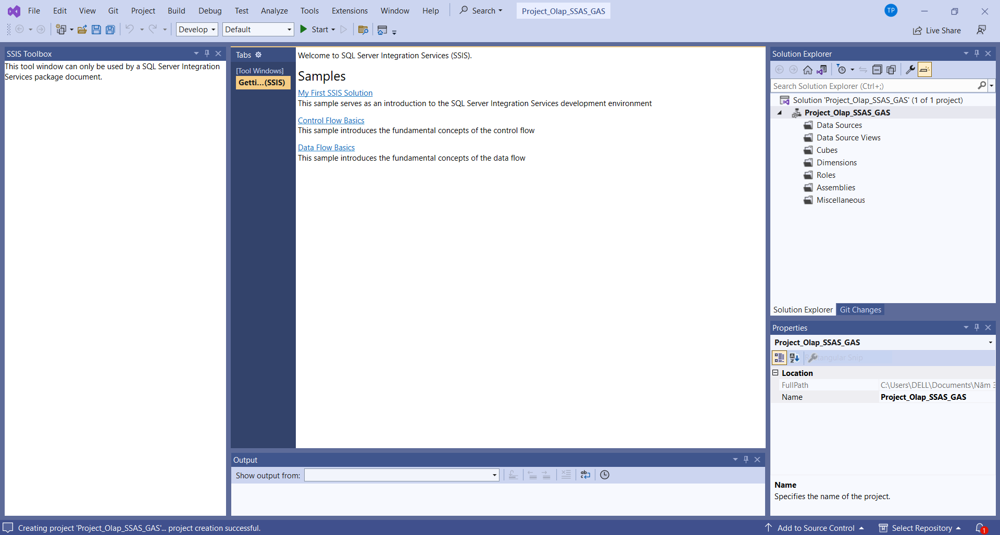 File Edit View Git Project Build Debug Test Analyze Tools Extensions Window Help Search Project_Olap_SSAS_GAS TP
Develop Default Start Live Share
SSIS Toolbox
This tool window can only be used by a SQL Server Integration
Services package document.
Tabs
[Tool Windows]
Getti...(SSIS)
Welcome to SQL Server Integration Services (SSIS).
Samples
My First SSIS Solution
This sample serves as an introduction to the SQL Server Integration Services development environment
Control Flow Basics
This sample introduces the fundamental concepts of the control flow
Data Flow Basics
This sample introduces the fundamental concepts of the data flow
Output
Show output from:
Solution Explorer
Search Solution Explorer (Ctrl+;)
Solution 'Project_Olap_SSAS_GAS' (1 of 1 project)
Project_Olap_SSAS_GAS
Data Sources
Data Source Views
Cubes
Dimensions
Roles
Assemblies
Miscellaneous
Solution Explorer Git Changes
Properties
Project_Olap_SSAS_GAS
Location
FullPath C:\Users\DELL\Documents\Năm 3
Name Project_Olap_SSAS_GAS
Name
Specifies the name of the project.
Creating project 'Project_Olap_SSAS_GAS'... project creation successful.
Add to Source Control Select Repository 1